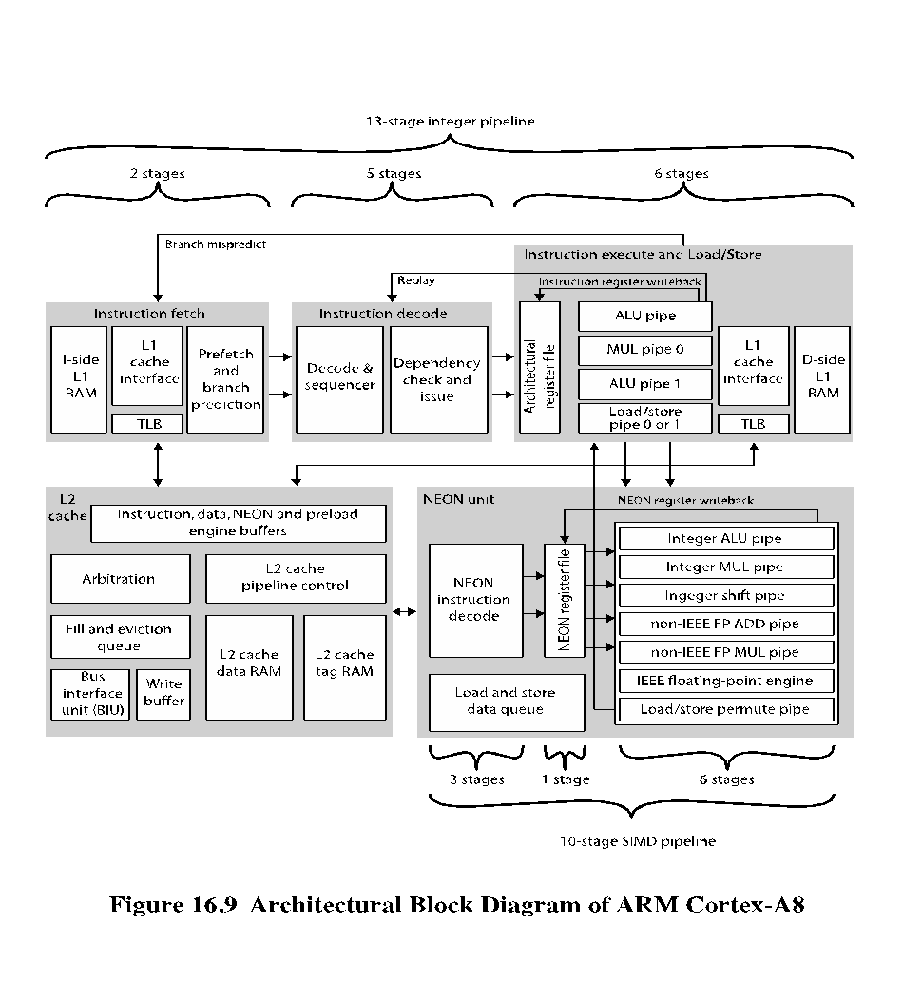 13-stage integer pipeline
2 stages
5 stages
6 stages
Branch mispredict
Instruction execute and Load/Store
Replay
Instruction register writeback
Instruction fetch
I-side
L1
RAM
L1
cache
interface
TLB
Prefetch
and
branch
prediction
Instruction decode
Decode &
sequencer
Dependency
check and
issue
Architectural
register file
ALU pipe
MUL pipe 0
ALU pipe 1
Load/store
pipe 0 or 1
L1
cache
interface
TLB
D-side
L1
RAM
L2
cache
Instruction, data, NEON and preload
engine buffers
Arbitration
L2 cache
pipeline control
Fill and eviction
queue
Bus
interface
unit (BIU)
Write
buffer
L2 cache
data RAM
L2 cache
tag RAM
NEON unit
NEON register writeback
NEON
instruction
decode
NEON register file
Load and store
data queue
Integer ALU pipe
Integer MUL pipe
Ingeger shift pipe
non-IEEE FP ADD pipe
non-IEEE FP MUL pipe
IEEE floating-point engine
Load/store permute pipe
3 stages
1 stage
6 stages
10-stage SIMD pipeline
Figure 16.9  Architectural Block Diagram of ARM Cortex-A8